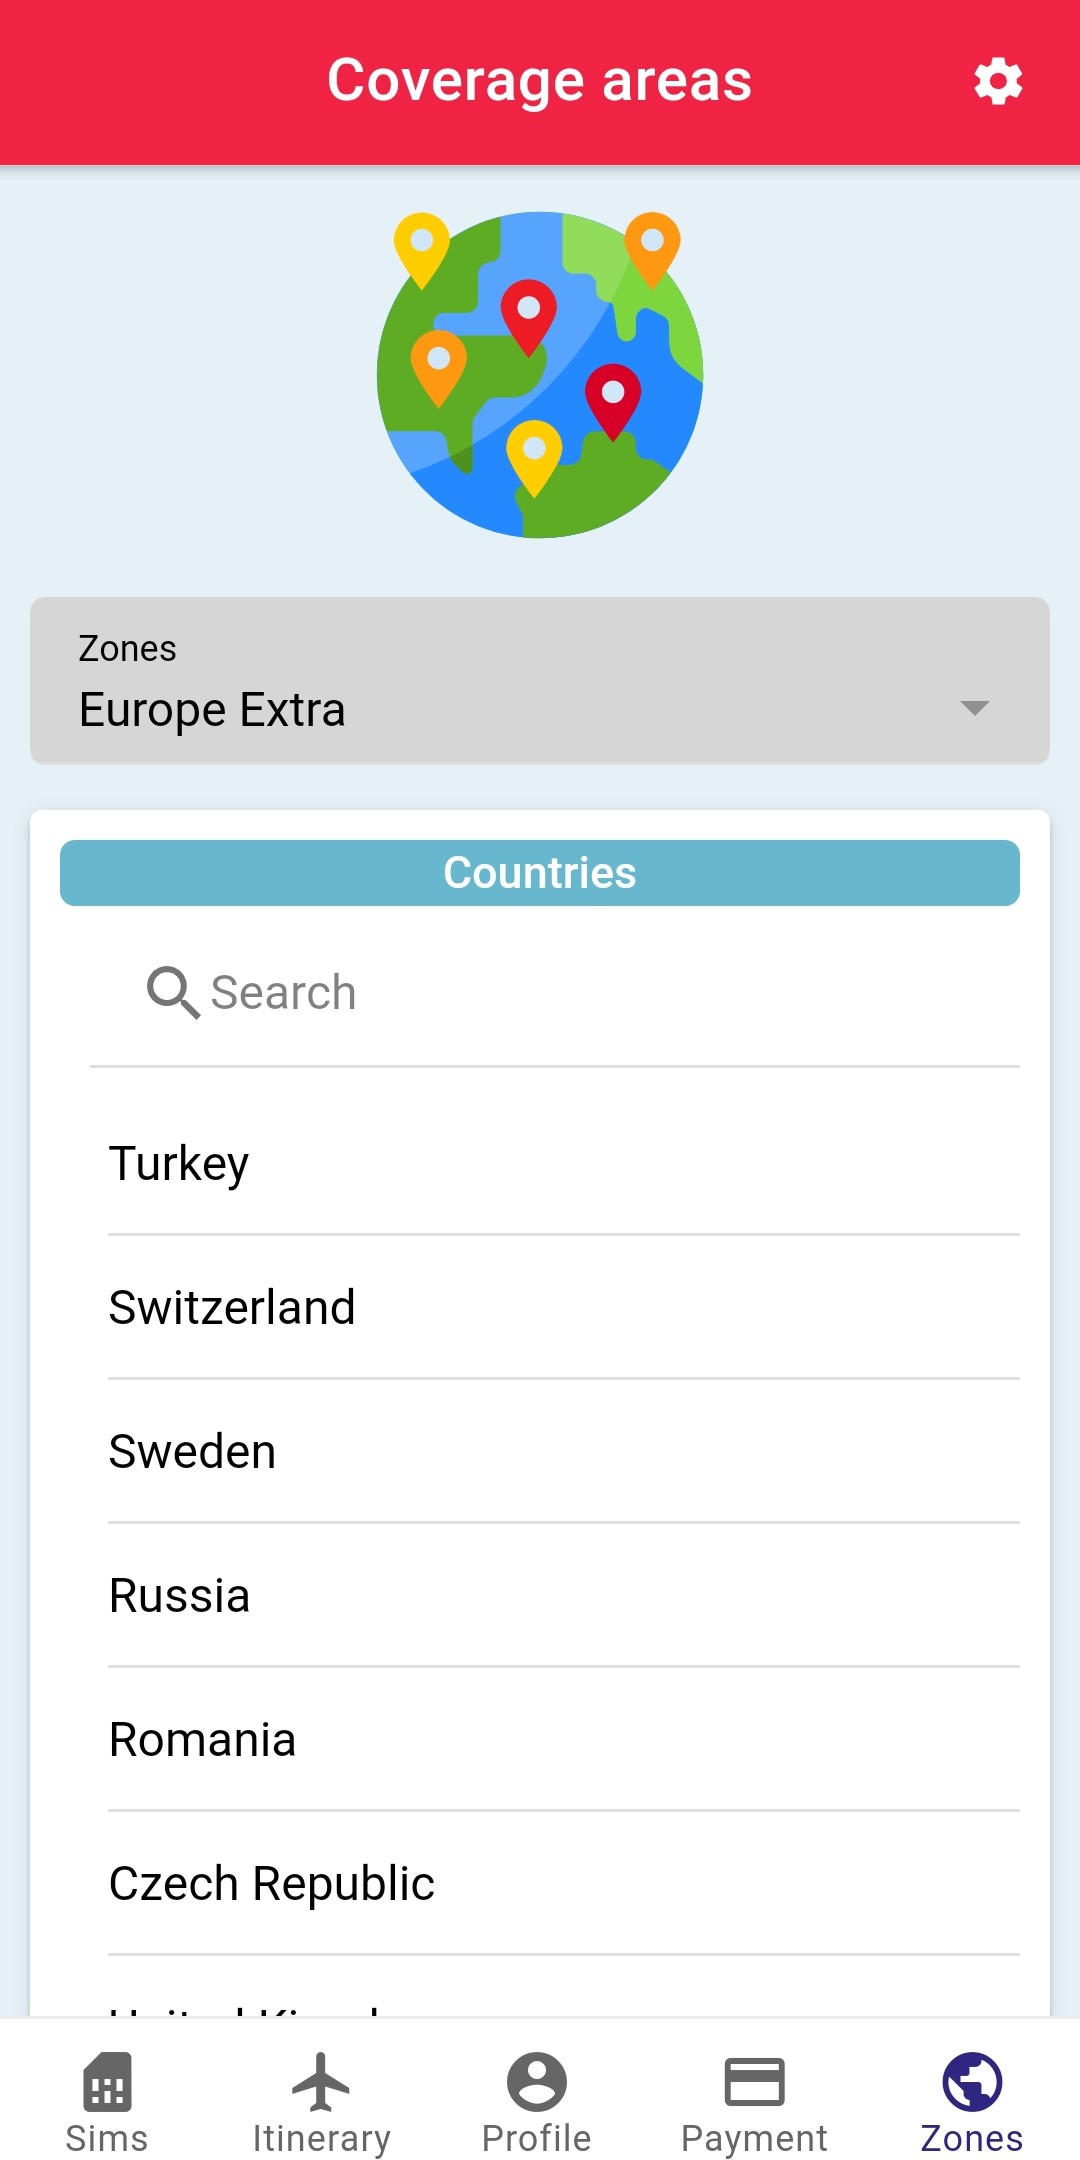 Coverage areas
Zones
Europe Extra
Countries
Search
Turkey
Switzerland
Sweden
Russia
Romania
Czech Republic
Sims
Itinerary
Profile
Payment
Zones